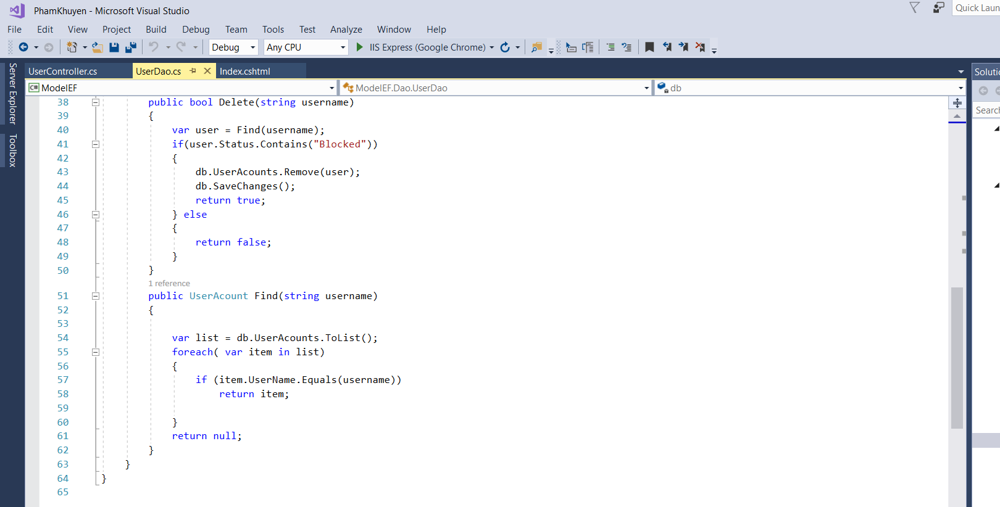 PhamKhuyen - Microsoft Visual Studio
Quick Laun
File Edit View Project Build Debug Team Tools Test Analyze Window Help
Debug Any CPU IIS Express (Google Chrome)
Server Explorer
Toolbox
UserController.cs UserDao.cs Index.cshtml
Solutio
C# ModelEF ModelEF.Dao.UserDao db
Search
38 public bool Delete(string username)
39 {
40 var user = Find(username);
41 if(user.Status.Contains("Blocked"))
42 {
43 db.UserAcounts.Remove(user);
44 db.SaveChanges();
45 return true;
46 } else
47 {
48 return false;
49 }
50 }
1 reference
51 public UserAcount Find(string username)
52 {
53
54 var list = db.UserAcounts.ToList();
55 foreach( var item in list)
56 {
57 if (item.UserName.Equals(username))
58 return item;
59
60 }
61 return null;
62 }
63 }
64 }
65